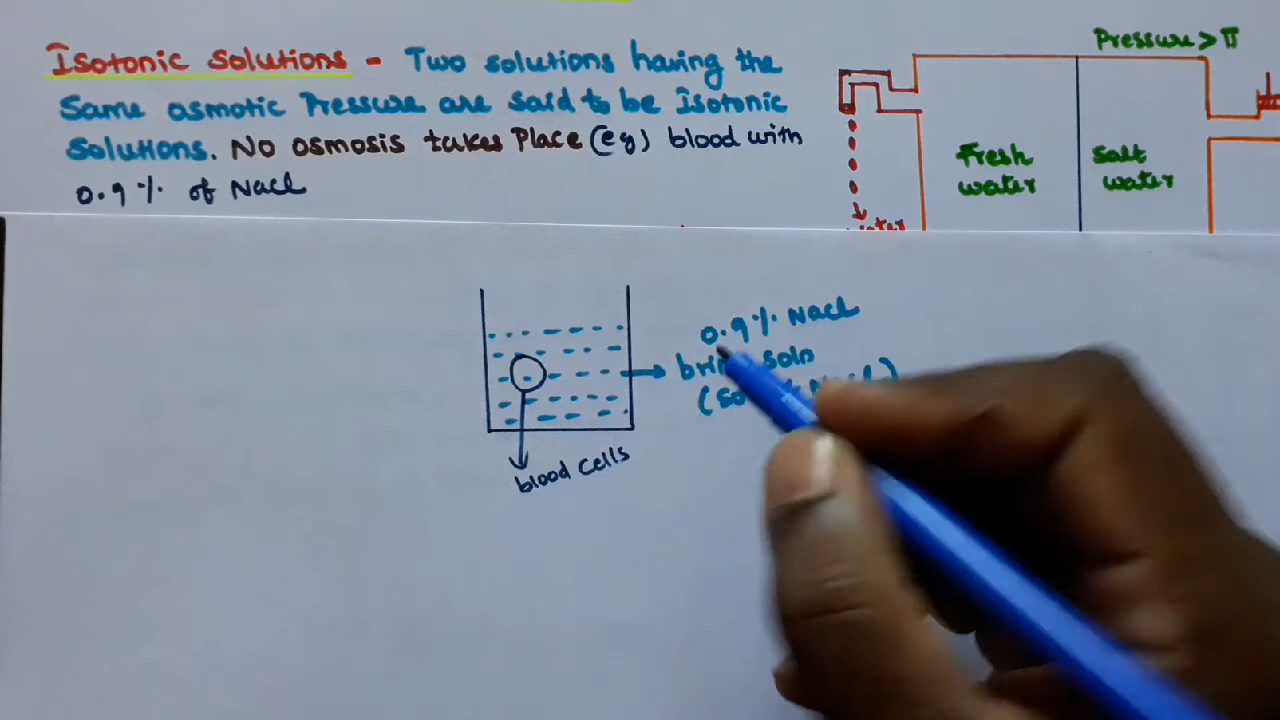 Isotonic Solutions - Two solutions having the
Same osmotic Pressure are said to be Isotonic
Solutions. No osmosis takes Place (eg) blood with
0.9% of Nacl
Pressure > π
Fresh
water
Salt
water
0.9% Nacl
soln
blood cells